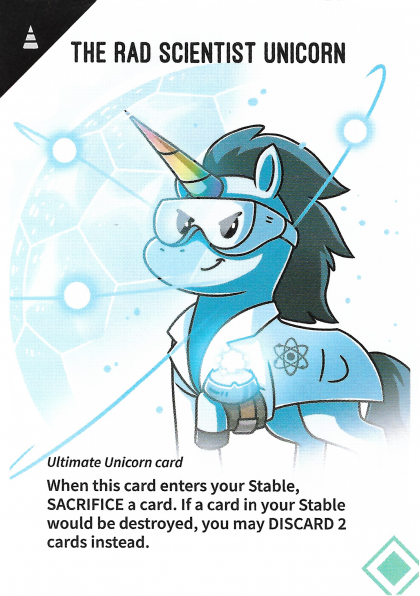 THE RAD SCIENTIST UNICORN
Ultimate Unicorn card
When this card enters your Stable,
SACRIFICE a card. If a card in your Stable
would be destroyed, you may DISCARD 2
cards instead.